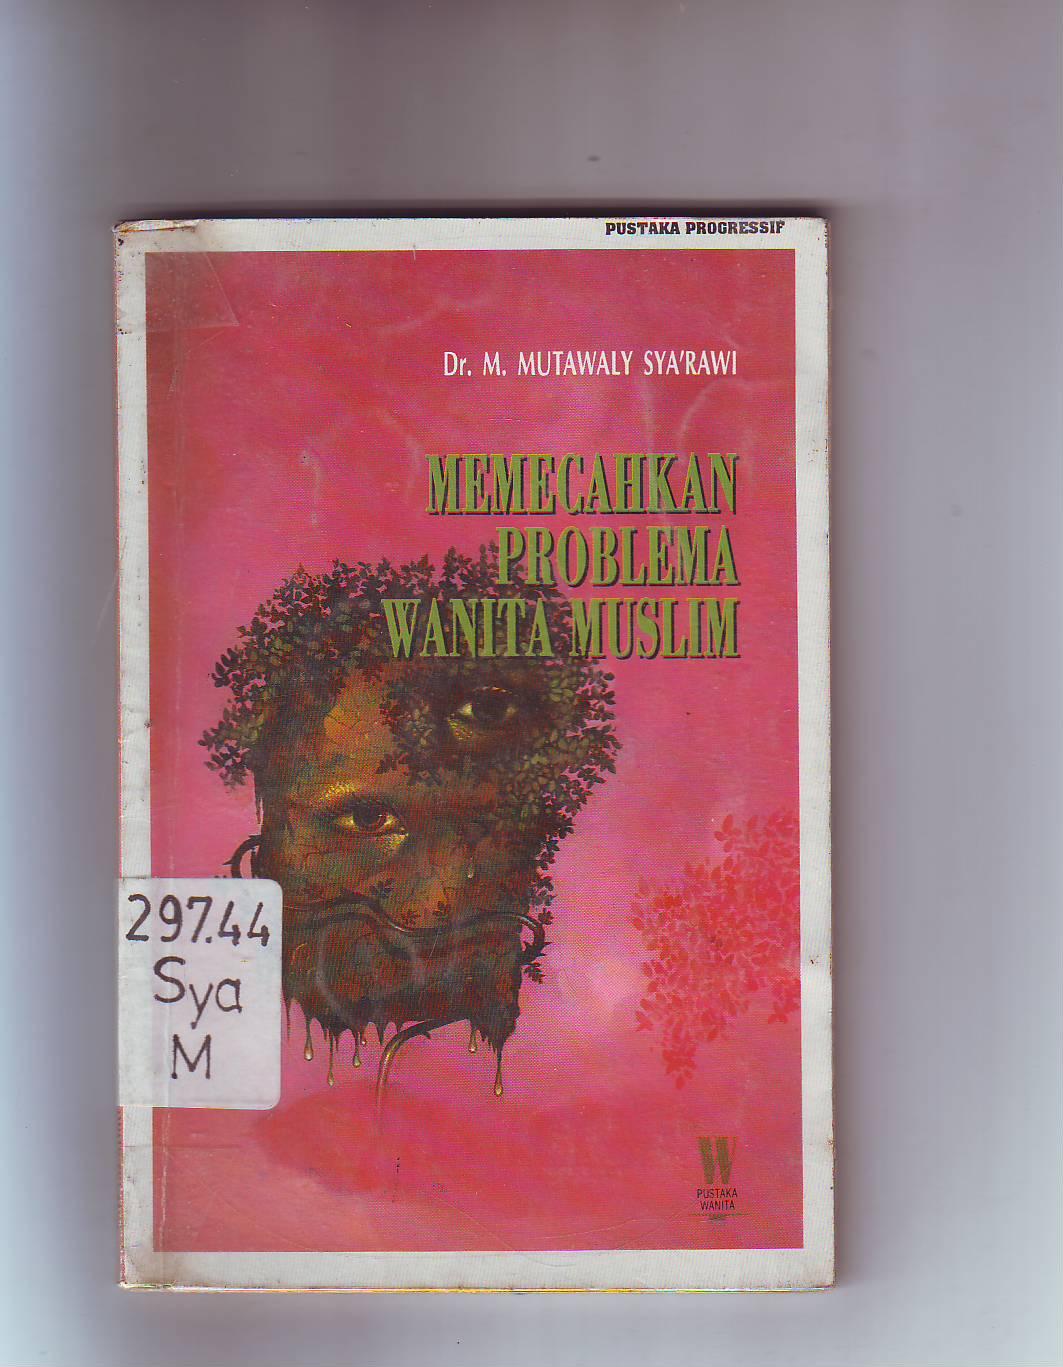 PUSTAKA PROGRESSIF
Dr. M. MUTAWALY SYA'RAWI
MEMECAHKAN
PROBLEMA
WANITA MUSLIM
297.44
Sya
M
W
PUSTAKA
WANITA